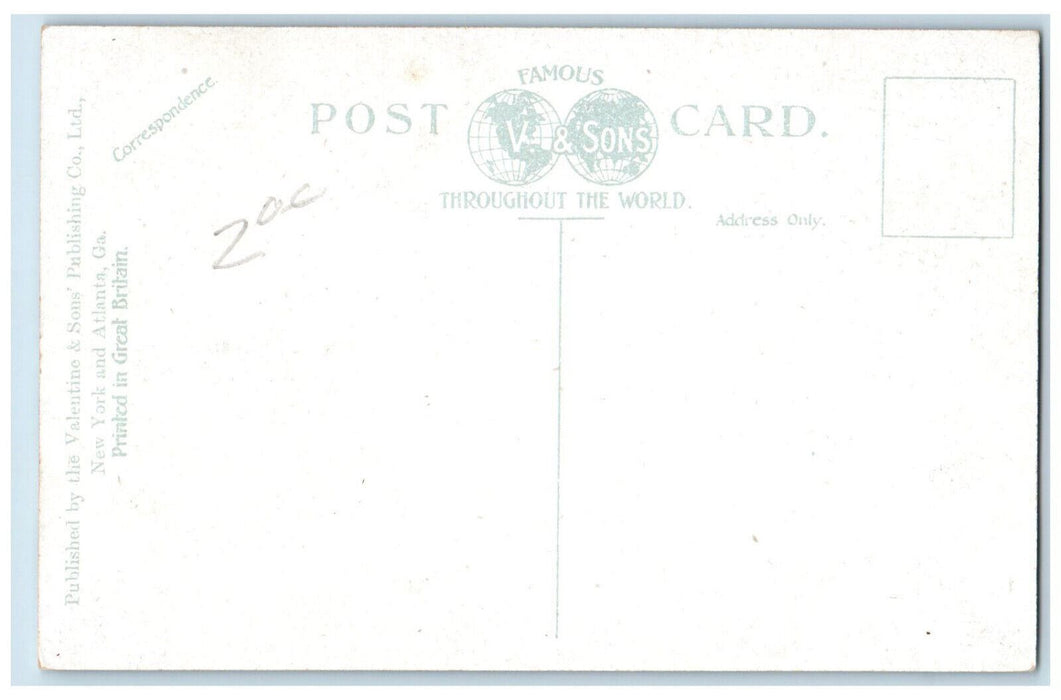 FAMOUS
POST V. & SONS CARD.
THROUGHOUT THE WORLD.
Correspondence.
Address Only.
Published by the Valentine & Sons' Publishing Co., Ltd.,
New York and Atlanta, Ga.
Printed in Great Britain.